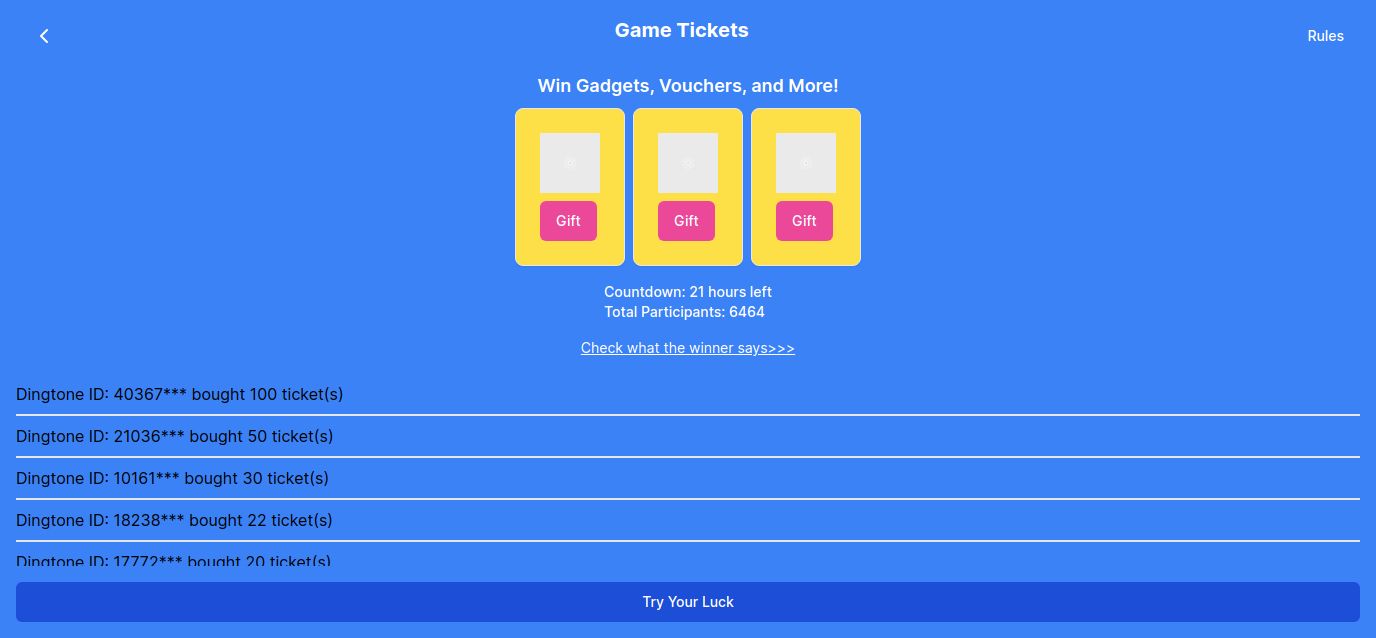 Game Tickets
Rules
Win Gadgets, Vouchers, and More!
Gift
Gift
Gift
Countdown: 21 hours left
Total Participants: 6464
Check what the winner says>>>
Dingtone ID: 40367*** bought 100 ticket(s)
Dingtone ID: 21036*** bought 50 ticket(s)
Dingtone ID: 10161*** bought 30 ticket(s)
Dingtone ID: 18238*** bought 22 ticket(s)
Dingtone ID: 17772*** bought 20 ticket(s)
Try Your Luck